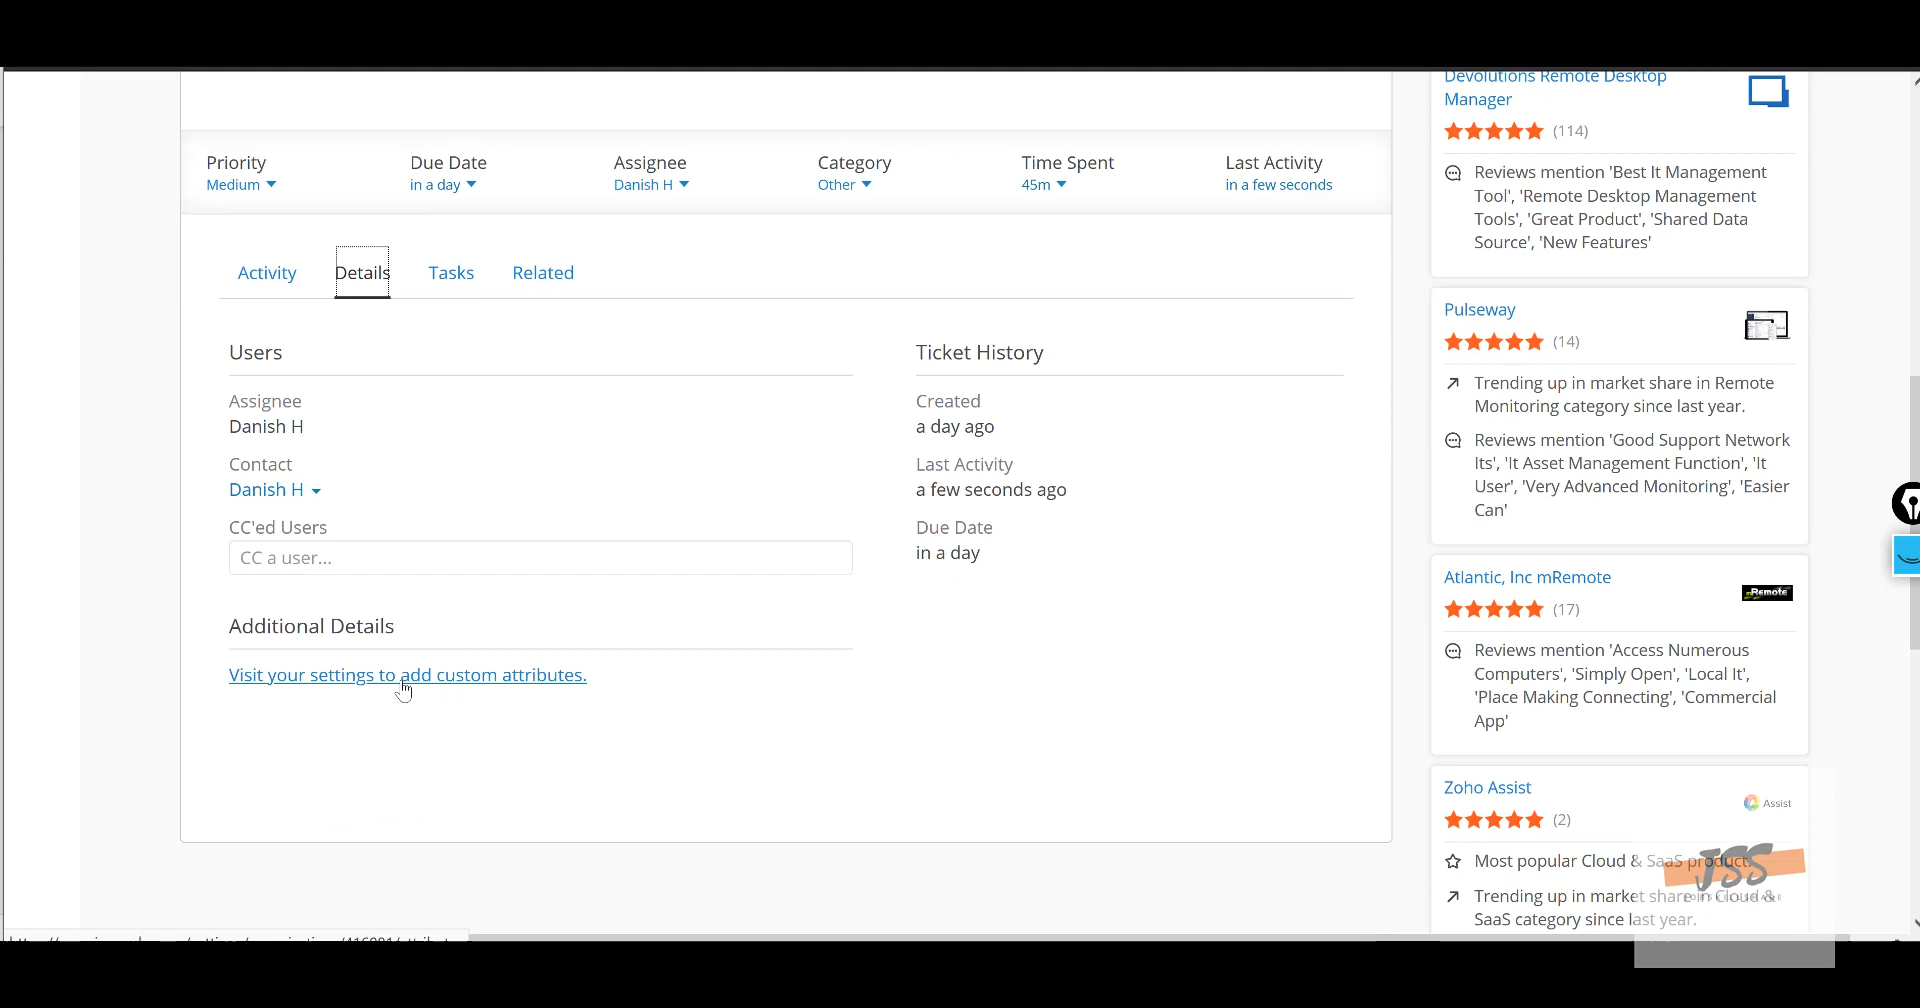 Priority
Medium
Due Date
in a day
Assignee
Danish H
Category
Other
Time Spent
45m
Last Activity
in a few seconds
Activity
Details
Tasks
Related
Users
Assignee
Danish H
Contact
Danish H
CC'ed Users
CC a user...
Additional Details
Visit your settings to add custom attributes.
Ticket History
Created
a day ago
Last Activity
a few seconds ago
Due Date
in a day
Devolutions Remote Desktop
Manager
(114)
Reviews mention 'Best It Management
Tool', 'Remote Desktop Management
Tools', 'Great Product', 'Shared Data
Source', 'New Features'
Pulseway
(14)
Trending up in market share in Remote
Monitoring category since last year.
Reviews mention 'Good Support Network
Its', 'It Asset Management Function', 'It
User', 'Very Advanced Monitoring', 'Easier
Can'
Atlantic, Inc mRemote
mRemote
(17)
Reviews mention 'Access Numerous
Computers', 'Simply Open', 'Local It',
'Place Making Connecting', 'Commercial
App'
Zoho Assist
Assist
(2)
Most popular Cloud & SaaS product.
JSS
Trending up in market share in Cloud &
SaaS category since last year.